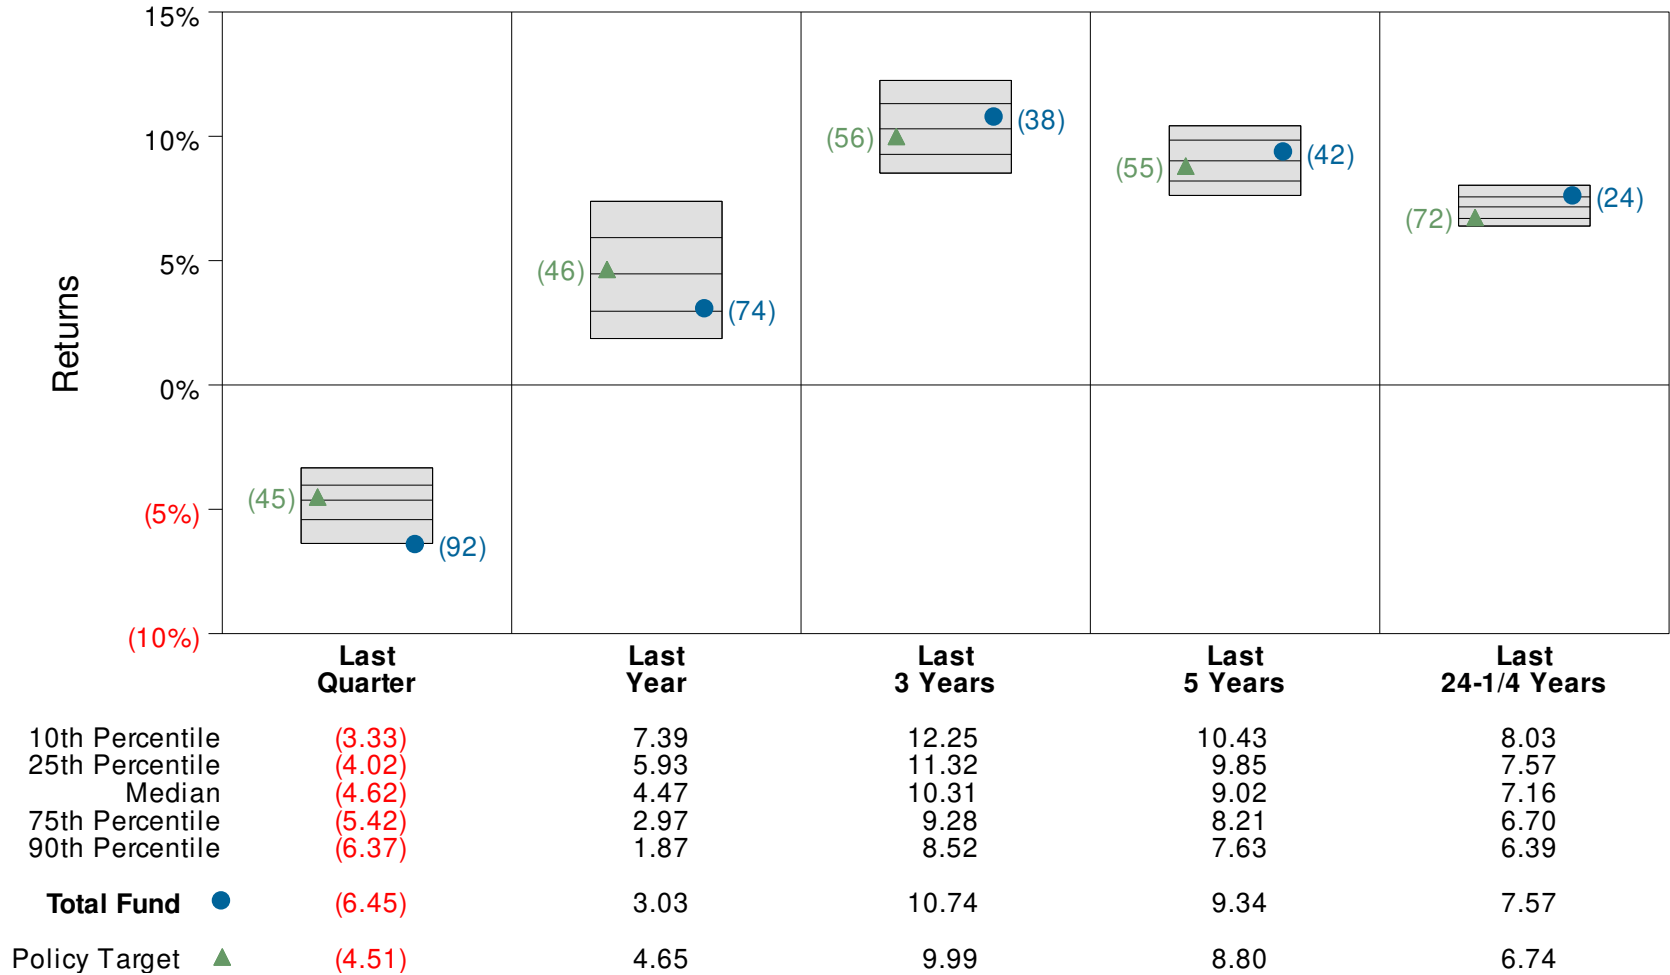 15%
10%
5%
0%
(5%)
(10%)
Returns
(45)
(92)
(46)
(74)
(56)
(38)
(55)
(42)
(72)
(24)
Last Quarter
Last Year
Last 3 Years
Last 5 Years
Last 24-1/4 Years
10th Percentile (3.33) 7.39 12.25 10.43 8.03
25th Percentile (4.02) 5.93 11.32 9.85 7.57
Median (4.62) 4.47 10.31 9.02 7.16
75th Percentile (5.42) 2.97 9.28 8.21 6.70
90th Percentile (6.37) 1.87 8.52 7.63 6.39
Total Fund (6.45) 3.03 10.74 9.34 7.57
Policy Target (4.51) 4.65 9.99 8.80 6.74